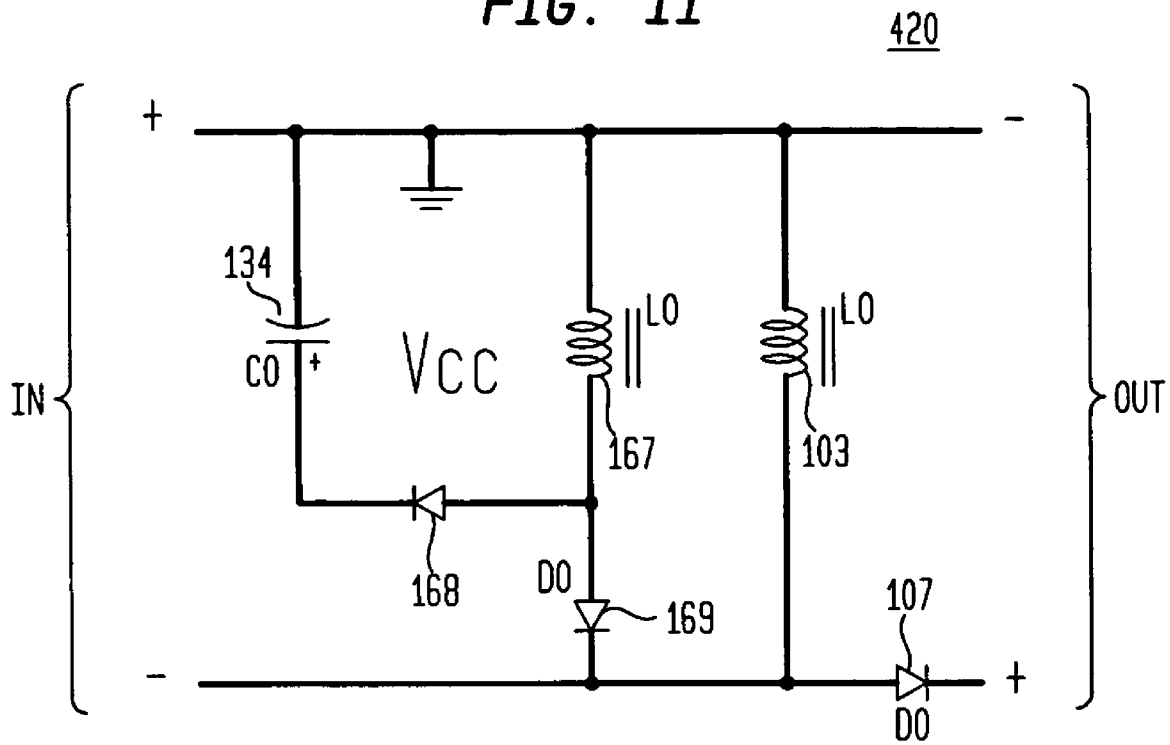 FIG. 11
420
+
-
134
LO
LO
CO
+
VCC
IN
OUT
167
103
DO
168
169
107
-
+
DO